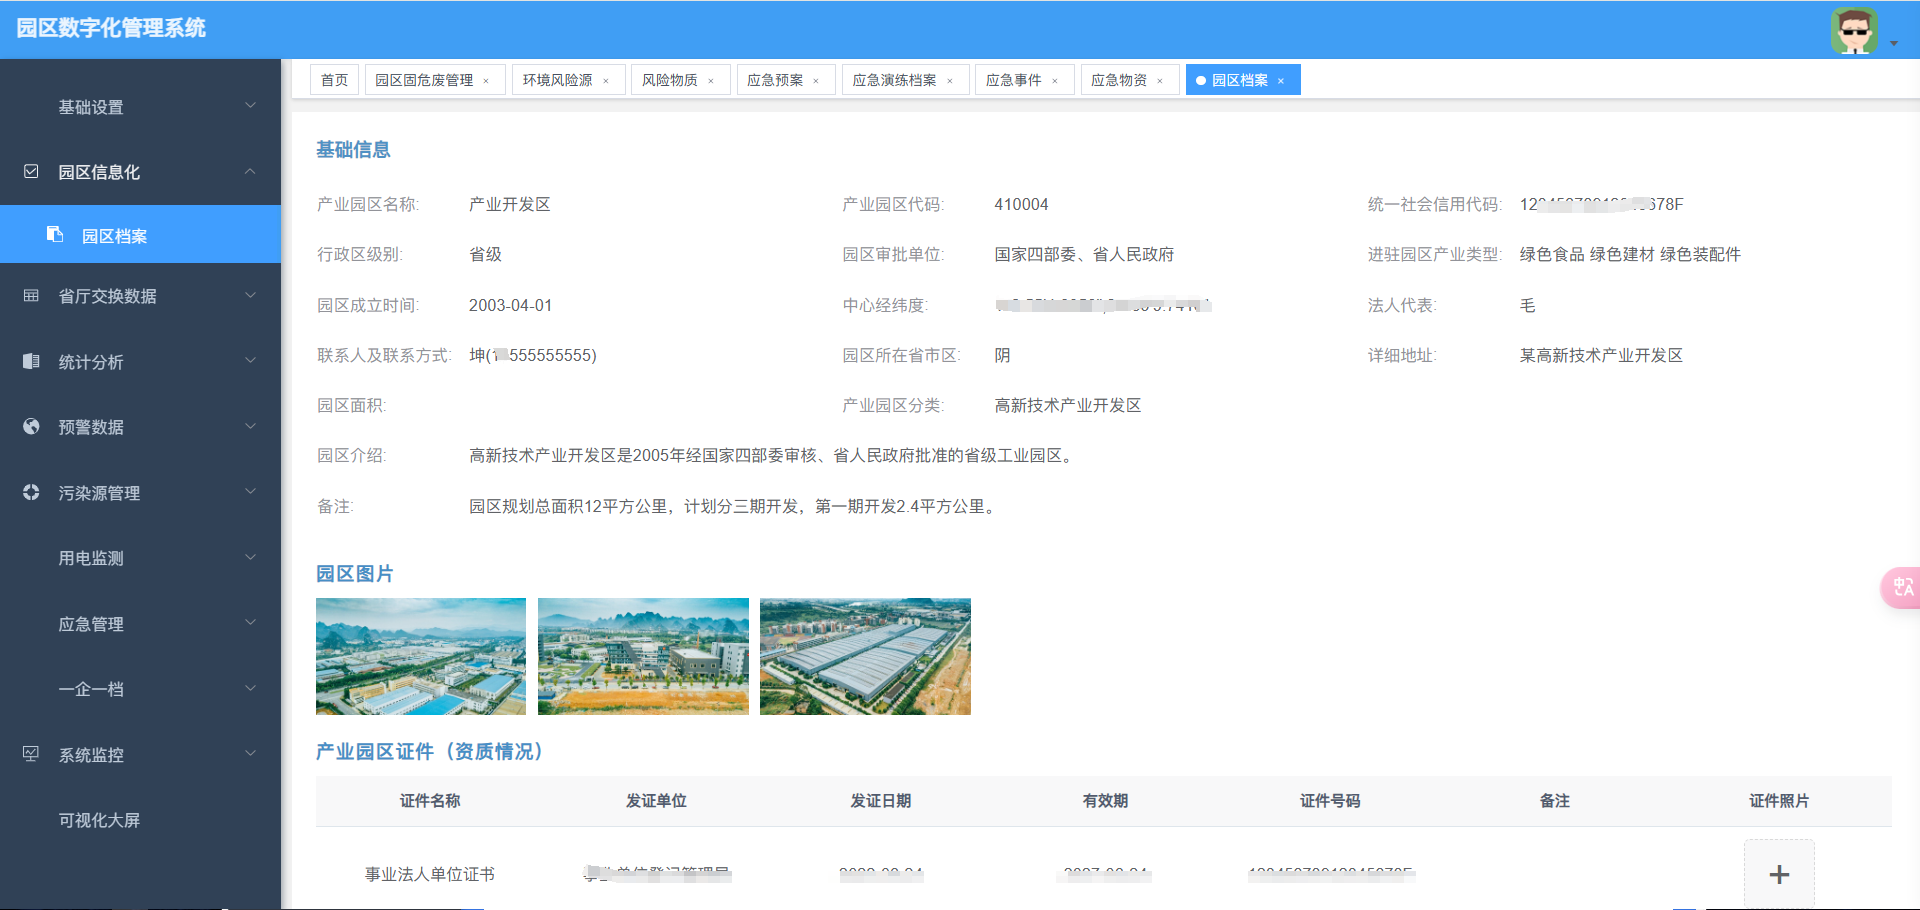 园区数字化管理系统
首页 园区固危废管理 × 环境风险源 × 风险物质 × 应急预案 × 应急演练档案 × 应急事件 × 应急物资 × 园区档案 ×
基础设置
园区信息化
园区档案
省厅交换数据
统计分析
预警数据
污染源管理
用电监测
应急管理
一企一档
系统监控
可视化大屏
基础信息
产业园区名称: 产业开发区 产业园区代码: 410004 统一社会信用代码: 678F
行政区级别: 省级 园区审批单位: 国家四部委、省人民政府 进驻园区产业类型: 绿色食品 绿色建材 绿色装配件
园区成立时间: 2003-04-01 中心经纬度: 法人代表: 毛
联系人及联系方式: 坤(1 555555555) 园区所在省市区: 阴 详细地址: 某高新技术产业开发区
园区面积: 产业园区分类: 高新技术产业开发区
园区介绍: 高新技术产业开发区是2005年经国家四部委审核、省人民政府批准的省级工业园区。
备注: 园区规划总面积12平方公里，计划分三期开发，第一期开发2.4平方公里。
园区图片
产业园区证件（资质情况）
证件名称 发证单位 发证日期 有效期 证件号码 备注 证件照片
事业法人单位证书
+